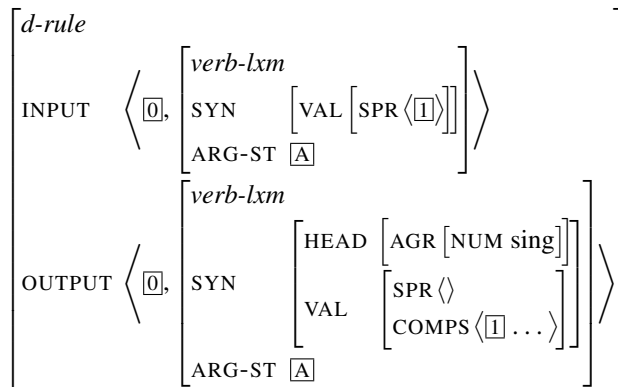 d-rule
INPUT ⟨ 0, verb-lxm
SYN [VAL [SPR ⟨1⟩]]
ARG-ST A ⟩
OUTPUT ⟨ 0, verb-lxm
SYN HEAD [AGR [NUM sing]]
VAL SPR ⟨⟩
COMPS ⟨1 ...⟩
ARG-ST A ⟩